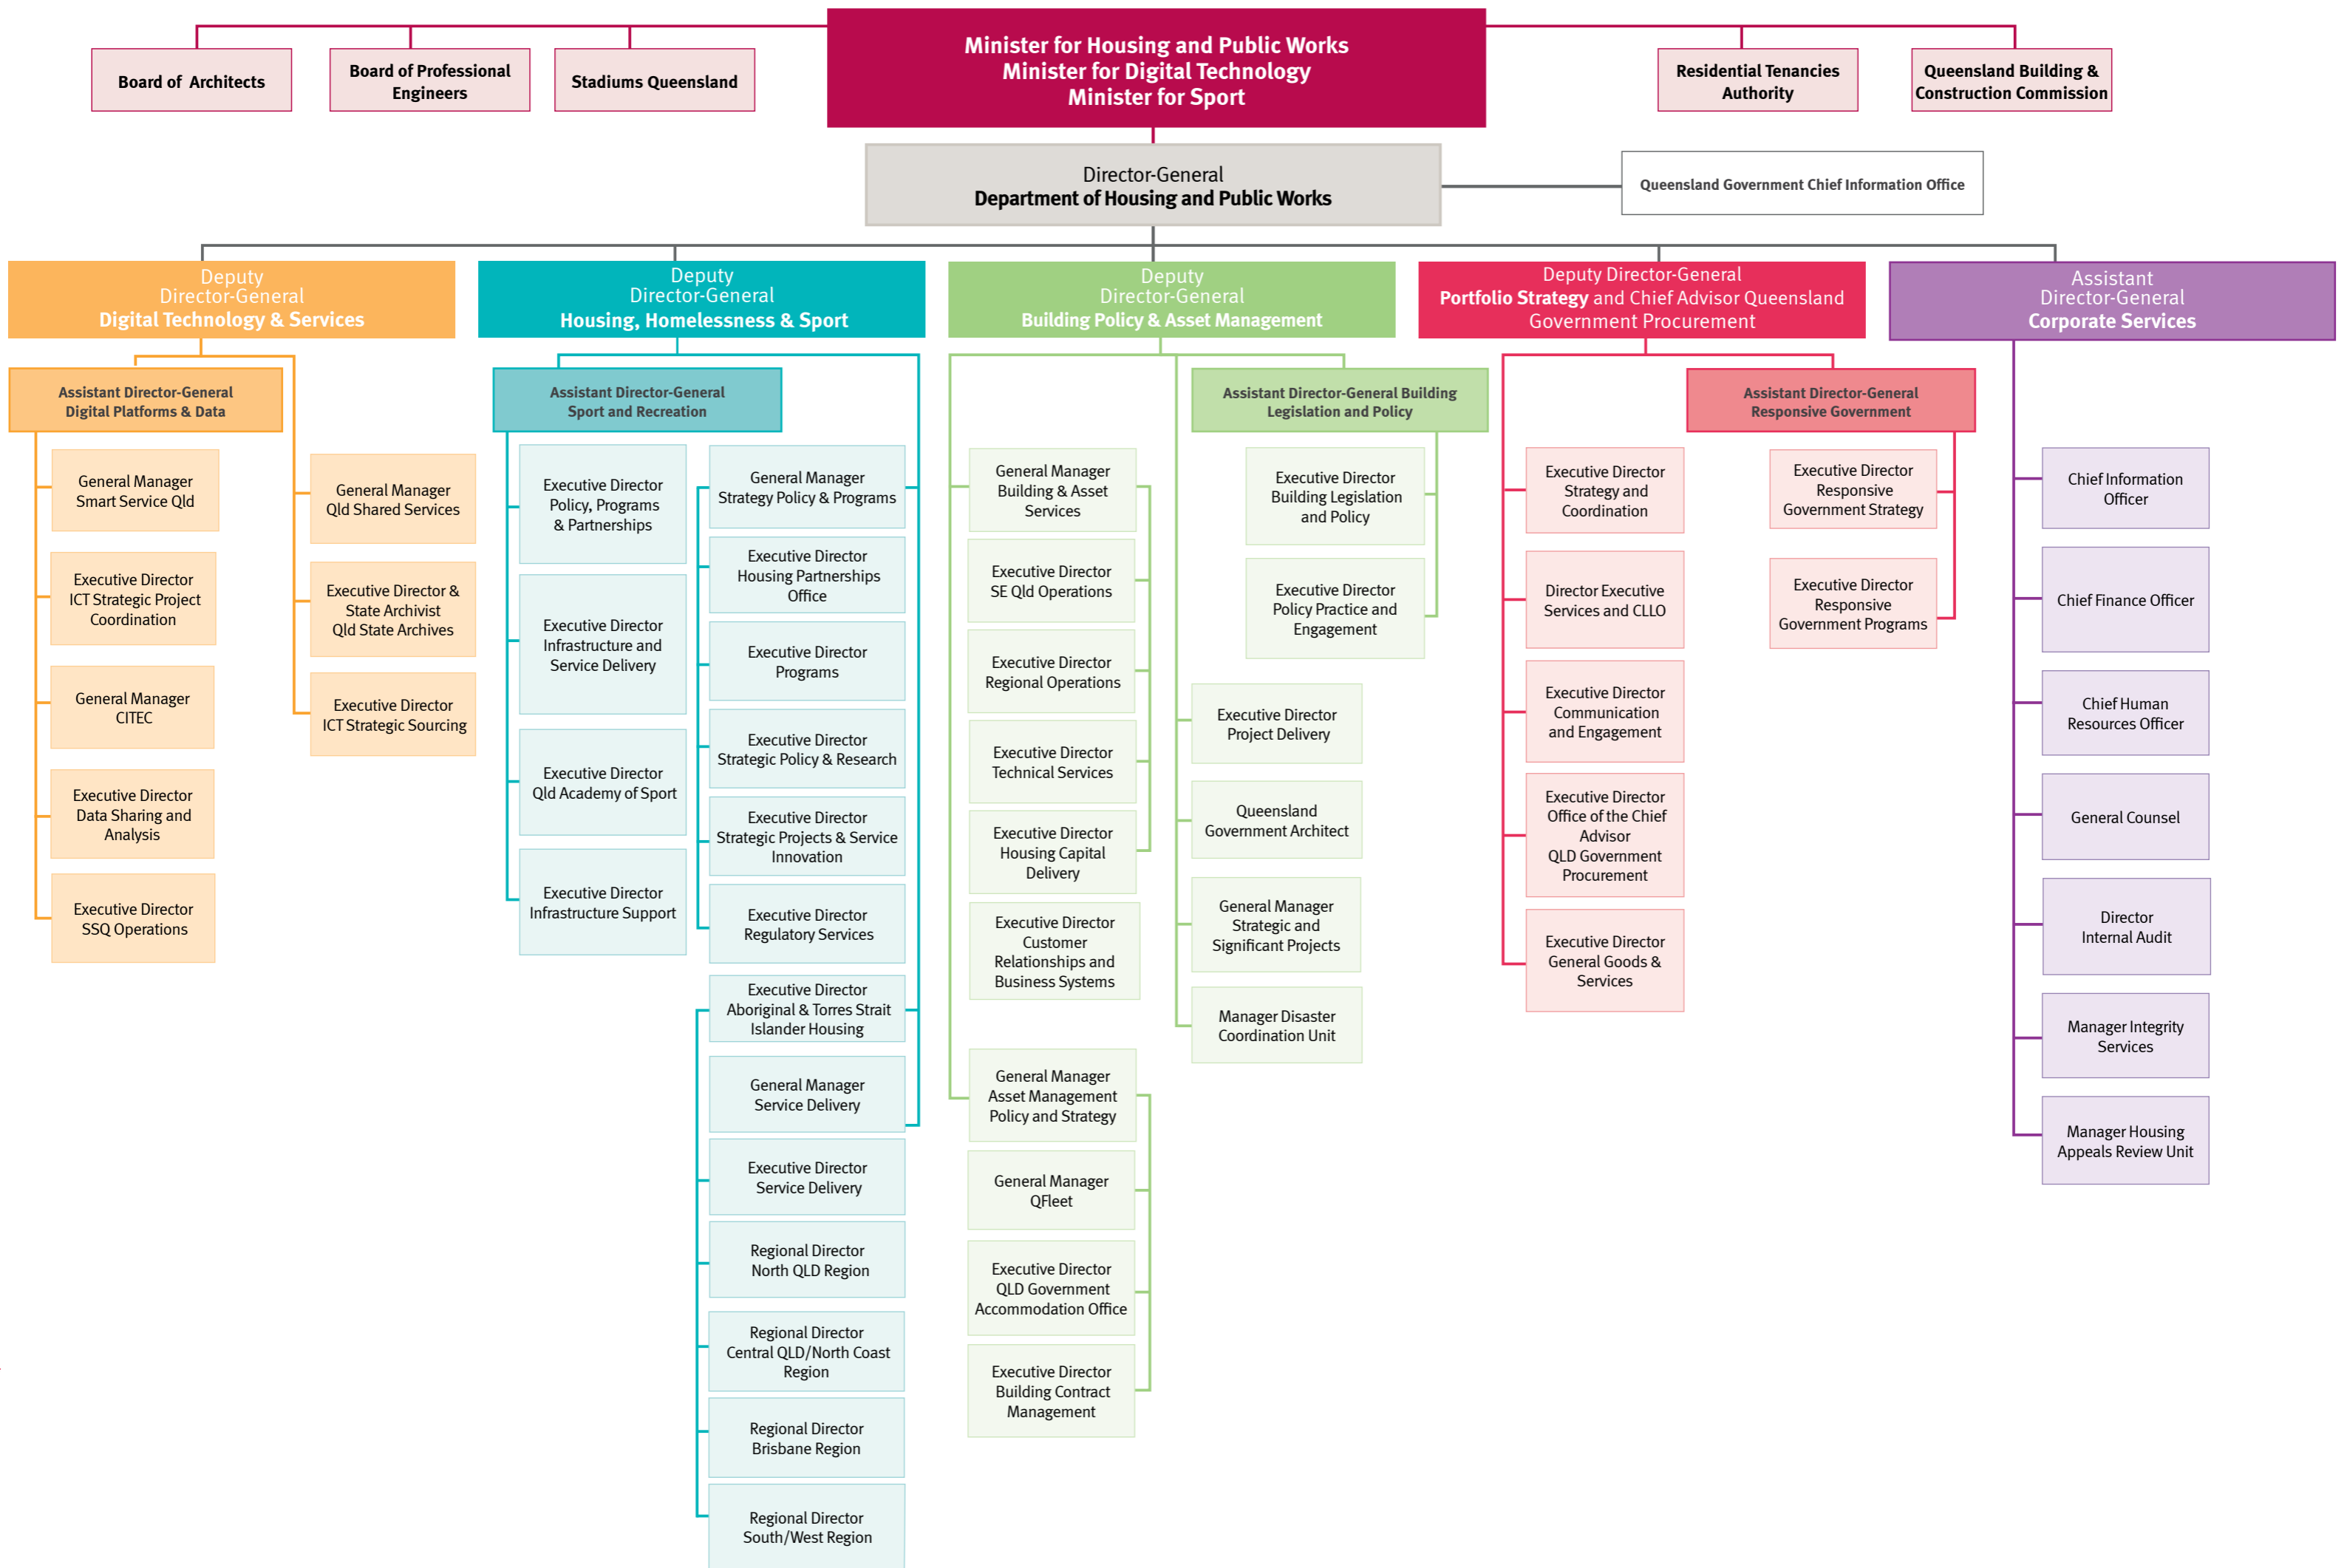 Minister for Housing and Public Works
Minister for Digital Technology
Minister for Sport
Board of Architects
Board of Professional
Engineers
Stadiums Queensland
Residential Tenancies
Authority
Queensland Building &
Construction Commission
Director-General
Department of Housing and Public Works
Queensland Government Chief Information Office
Deputy
Director-General
Digital Technology & Services
Assistant Director-General
Digital Platforms & Data
General Manager
Smart Service Qld
Executive Director
ICT Strategic Project
Coordination
General Manager
CITEC
Executive Director
Data Sharing and
Analysis
Executive Director
SSQ Operations
General Manager
Qld Shared Services
Executive Director &
State Archivist
Qld State Archives
Executive Director
ICT Strategic Sourcing
Deputy
Director-General
Housing, Homelessness & Sport
Assistant Director-General
Sport and Recreation
Executive Director
Policy, Programs
& Partnerships
Executive Director
Infrastructure and
Service Delivery
Executive Director
Qld Academy of Sport
Executive Director
Infrastructure Support
General Manager
Strategy Policy & Programs
Executive Director
Housing Partnerships
Office
Executive Director
Programs
Executive Director
Strategic Policy & Research
Executive Director
Strategic Projects & Service
Innovation
Executive Director
Regulatory Services
Executive Director
Aboriginal & Torres Strait
Islander Housing
General Manager
Service Delivery
Executive Director
Service Delivery
Regional Director
North QLD Region
Regional Director
Central QLD/North Coast
Region
Regional Director
Brisbane Region
Regional Director
South/West Region
Deputy
Director-General
Building Policy & Asset Management
General Manager
Building & Asset
Services
Executive Director
SE Qld Operations
Executive Director
Regional Operations
Executive Director
Technical Services
Executive Director
Housing Capital
Delivery
Executive Director
Customer
Relationships and
Business Systems
General Manager
Asset Management
Policy and Strategy
General Manager
QFleet
Executive Director
QLD Government
Accommodation Office
Executive Director
Building Contract
Management
Assistant Director-General Building
Legislation and Policy
Executive Director
Building Legislation
and Policy
Executive Director
Policy Practice and
Engagement
Executive Director
Project Delivery
Queensland
Government Architect
General Manager
Strategic and
Significant Projects
Manager Disaster
Coordination Unit
Deputy Director-General
Portfolio Strategy and Chief Advisor Queensland
Government Procurement
Executive Director
Strategy and
Coordination
Director Executive
Services and CLLO
Executive Director
Communication
and Engagement
Executive Director
Office of the Chief
Advisor
QLD Government
Procurement
Executive Director
General Goods &
Services
Assistant Director-General
Responsive Government
Executive Director
Responsive
Government Strategy
Executive Director
Responsive
Government Programs
Assistant
Director-General
Corporate Services
Chief Information
Officer
Chief Finance Officer
Chief Human
Resources Officer
General Counsel
Director
Internal Audit
Manager Integrity
Services
Manager Housing
Appeals Review Unit